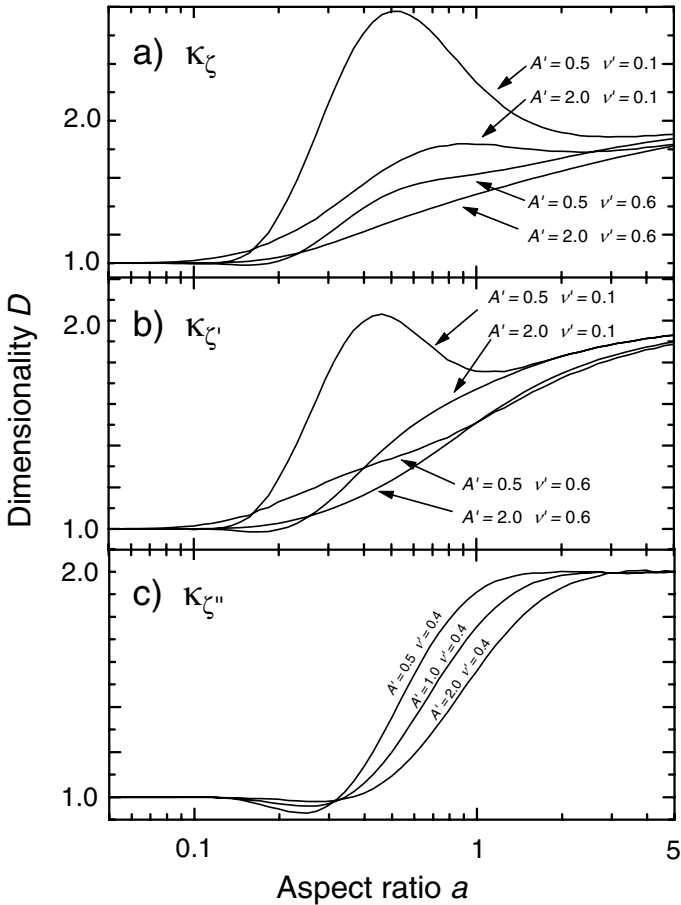 a) κζ
A' = 0.5 ν' = 0.1
A' = 2.0 ν' = 0.1
2.0
A' = 0.5 ν' = 0.6
A' = 2.0 ν' = 0.6
1.0
Dimensionality D
b) κζ'
A' = 0.5 ν' = 0.1
2.0
A' = 2.0 ν' = 0.1
A' = 0.5 ν' = 0.6
A' = 2.0 ν' = 0.6
1.0
c) κζ"
2.0
A' = 0.5 ν' = 0.4
A' = 1.0 ν' = 0.4
A' = 2.0 ν' = 0.4
1.0
0.1 1 5
Aspect ratio a